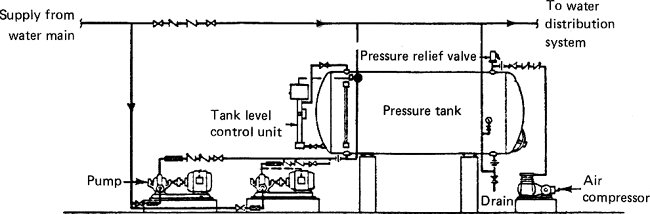 Supply from
water main
To water
distribution
system
Pressure relief valve
Tank level
control unit
Pressure tank
Pump
Drain
Air
compressor